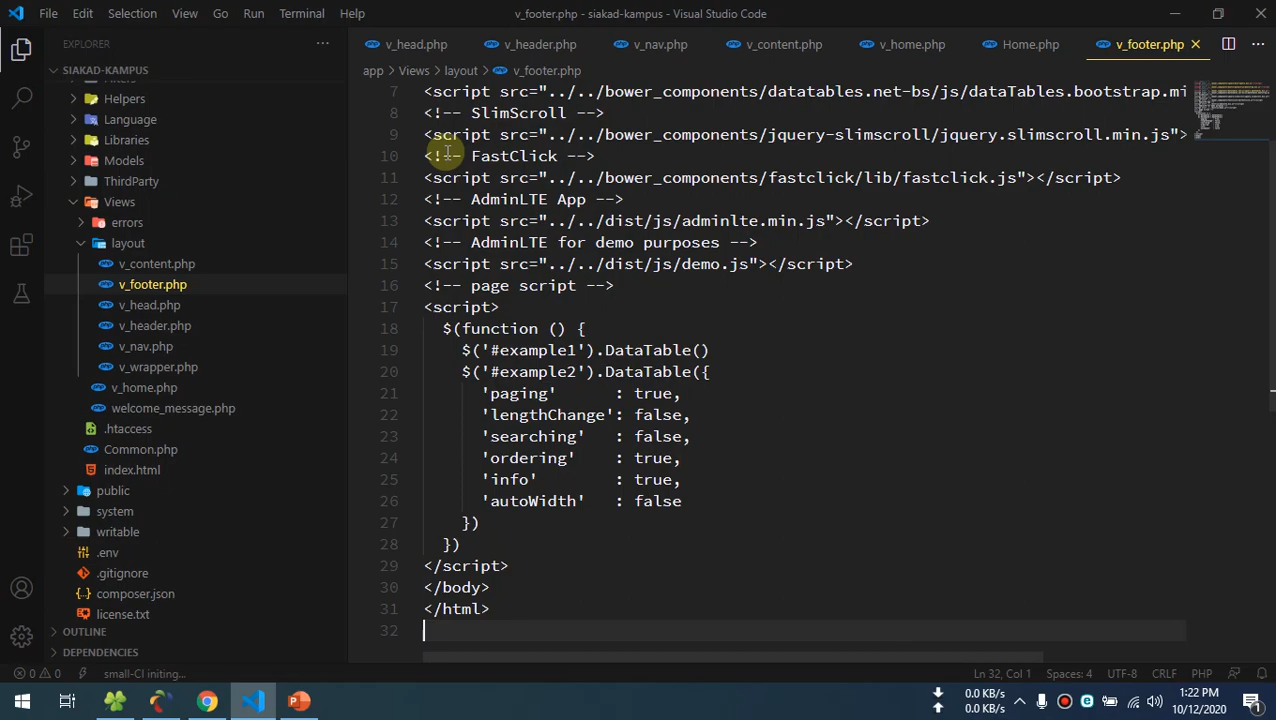 File Edit Selection View Go Run Terminal Help
v_footer.php - siakad-kampus - Visual Studio Code
EXPLORER
SIAKAD-KAMPUS
Helpers
Language
Libraries
Models
ThirdParty
Views
errors
layout
v_content.php
v_footer.php
v_head.php
v_header.php
v_nav.php
v_wrapper.php
v_home.php
welcome_message.php
.htaccess
Common.php
index.html
public
system
writable
.env
.gitignore
composer.json
license.txt
OUTLINE
DEPENDENCIES
v_head.php v_header.php v_nav.php v_content.php v_home.php Home.php v_footer.php
app > Views > layout > v_footer.php
7 <script src="../../bower_components/datatables.net-bs/js/dataTables.bootstrap.mi
8 <!-- SlimScroll -->
9 <script src="../../bower_components/jquery-slimscroll/jquery.slimscroll.min.js">
10 <!-- FastClick -->
11 <script src="../../bower_components/fastclick/lib/fastclick.js"></script>
12 <!-- AdminLTE App -->
13 <script src="../../dist/js/adminlte.min.js"></script>
14 <!-- AdminLTE for demo purposes -->
15 <script src="../../dist/js/demo.js"></script>
16 <!-- page script -->
17 <script>
18 $(function () {
19 $('#example1').DataTable()
20 $('#example2').DataTable({
21 'paging' : true,
22 'lengthChange': false,
23 'searching' : false,
24 'ordering' : true,
25 'info' : true,
26 'autoWidth' : false
27 })
28 })
29 </script>
30 </body>
31 </html>
32
0 0 small-CI initing... Ln 32, Col 1 Spaces: 4 UTF-8 CRLF PHP
0.0 KB/s
0.0 KB/s
1:22 PM
10/12/2020
1